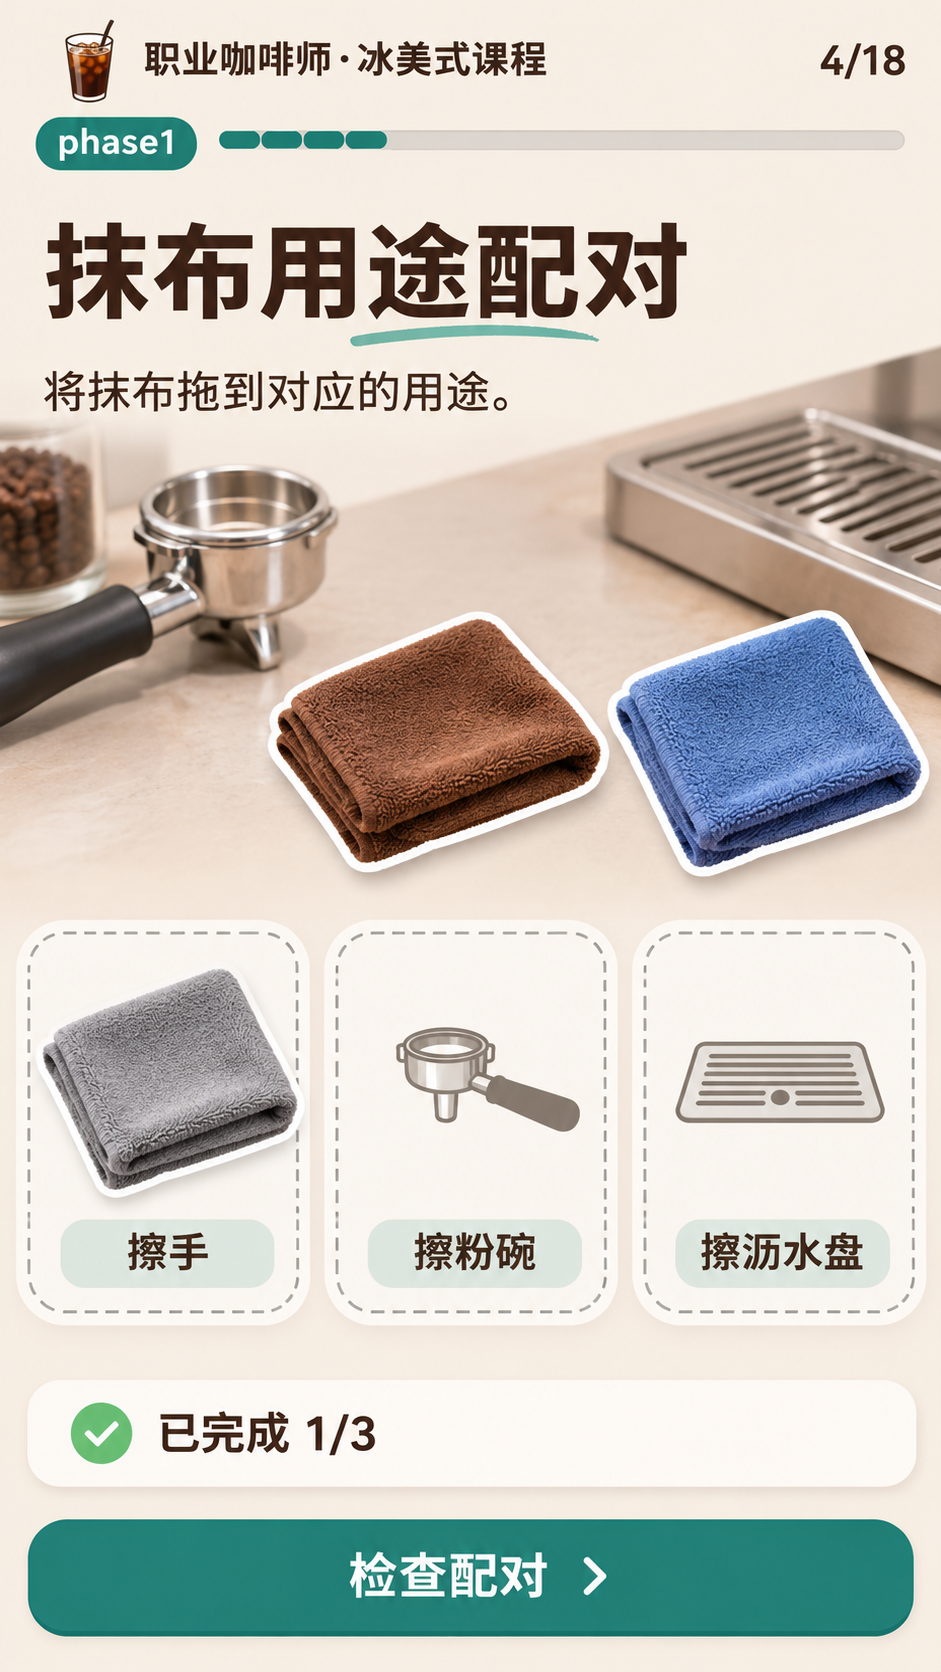 职业咖啡师·冰美式课程
4/18
phase1
抹布用途配对
将抹布拖到对应的用途。
擦手
擦粉碗
擦沥水盘
已完成 1/3
检查配对